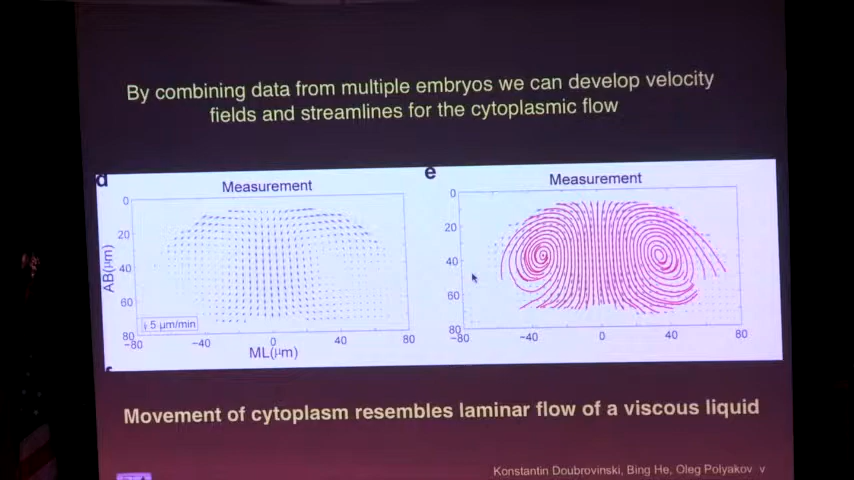 By combining data from multiple embryos we can develop velocity
fields and streamlines for the cytoplasmic flow
d
e
Measurement
Measurement
0
20
40
60
80
AB(μm)
5 μm/min
-80
-40
0
40
80
ML(μm)
0
20
40
60
80
-80
-40
0
40
80
Movement of cytoplasm resembles laminar flow of a viscous liquid
Konstantin Doubrovinski, Bing He, Oleg Polyakov v